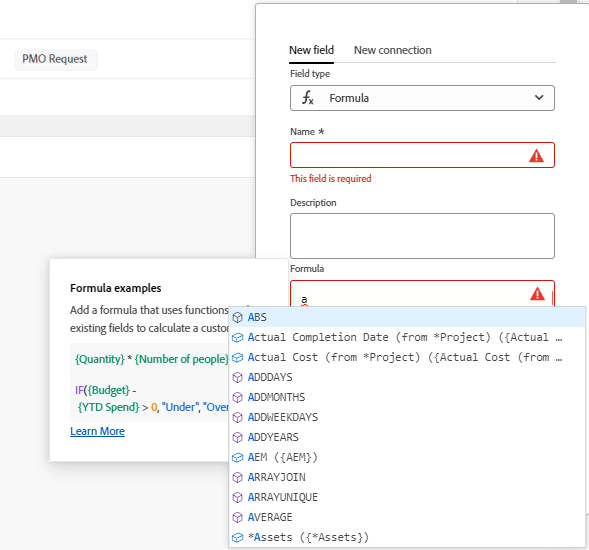 New field
New connection
Field type
PMO Request
Formula
Name *
This field is required
Description
Formula
Formula examples
Add a formula that uses functions
existing fields to calculate a custo
a
ABS
Actual Completion Date (from *Project) ({Actual …
Actual Cost (from *Project) ({Actual Cost (from …
ADDDAYS
ADDMONTHS
ADDWEEKDAYS
ADDYEARS
AEM ({AEM})
ARRAYJOIN
ARRAYUNIQUE
AVERAGE
*Assets ({*Assets})
{Quantity} * {Number of people}
IF({Budget} -
{YTD Spend} > 0, "Under", "Over
Learn More